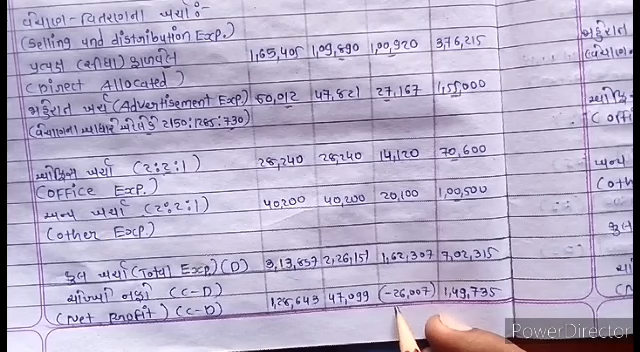 વેચાણ-વિતરણના ખર્ચા :
(Selling and distribution Exp.)
પ્રત્યક્ષ (સીધા) ફાળવેલ 1,65,405 1,09,890 1,00,920 3,76,215
(Direct Allocated)
જાહેરાત ખર્ચ (Advertisement Exp) 80,012 47,821 27,167 1,55,000
(વેચાણના આધારે 2150:1285:730)
ઓફિસ ખર્ચા (2:2:1) 28,240 28,240 14,120 70,600
(Office Exp.)
અન્ય ખર્ચા (2:2:1) 40200 40,200 20,100 1,00,500
(other Exp.)
કુલ ખર્ચા (Total Exp) (D) 3,13,857 2,26,151 1,62,307 7,02,315
ચોખ્ખો નફો (C-D) 1,28,643 47,099 (-26,007) 1,49,735
(Net Profit) (C-D)
PowerDirector